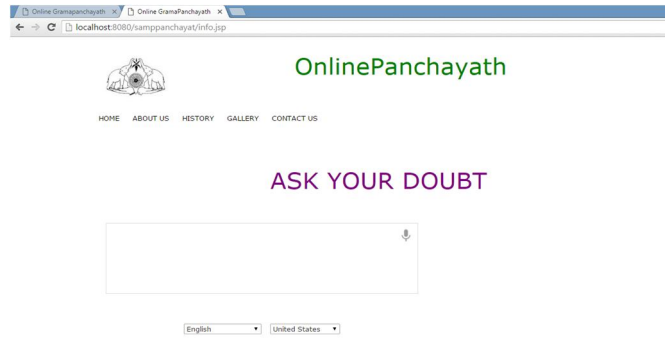 Online Gramapanchayath
Online GramaPanchayath
localhost:8080/samppanchayat/info.jsp
OnlinePanchayath
HOME ABOUT US HISTORY GALLERY CONTACT US
ASK YOUR DOUBT
English United States